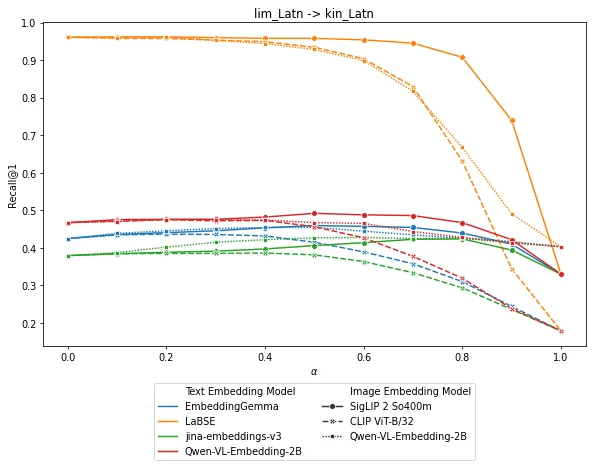 lim_Latn -> kin_Latn
Recall@1
1.0
0.9
0.8
0.7
0.6
0.5
0.4
0.3
0.2
0.0 0.2 0.4 0.6 0.8 1.0
α
Text Embedding Model Image Embedding Model
EmbeddingGemma SigLIP 2 So400m
LaBSE CLIP ViT-B/32
jina-embeddings-v3 Qwen-VL-Embedding-2B
Qwen-VL-Embedding-2B